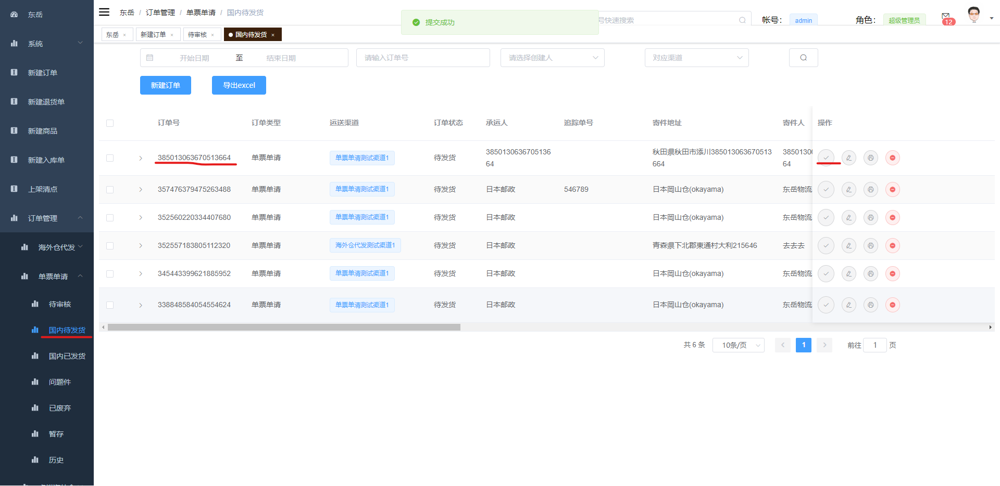 东岳
系统
新建订单
新建退货单
新建商品
新建入库单
上架清点
订单管理
海外仓代发
单票单请
待审核
国内待发货
国内已发货
问题件
已废弃
暂存
历史
东岳 / 订单管理 / 单票单请 / 国内待发货
提交成功
号快速搜索
帐号： admin
角色： 超级管理员
12
东岳 × 新建订单 × 待审核 × 国内待发货 ×
开始日期 至 结束日期 请输入订单号 请选择创建人 对应渠道
新建订单 导出excel
订单号 订单类型 运送渠道 订单状态 承运人 追踪单号 寄件地址 寄件人 操作
385013063670513664 单票单请 单票单清测试渠道1 待发货 3850130636705136 秋田県秋田市添川385013063670513 38501306
64 664 64
357476379475263488 单票单请 单票单清测试渠道1 待发货 日本邮政 546789 日本岡山仓(okayama) 东岳物流
352560220334407680 单票单请 单票单清测试渠道1 待发货 日本邮政 日本岡山仓(okayama) 东岳物流
352557183805112320 单票单请 海外仓代发测试渠道1 待发货 日本邮政 青森県下北郡東通村大利215646 去去去
345443399621885952 单票单请 单票单清测试渠道1 待发货 日本邮政 日本岡山仓(okayama) 东岳物流
338848584054554624 单票单请 单票单请测试渠道1 待发货 日本邮政 日本岡山仓(okayama) 东岳物流
共 6 条 10条/页 1 前往 1 页